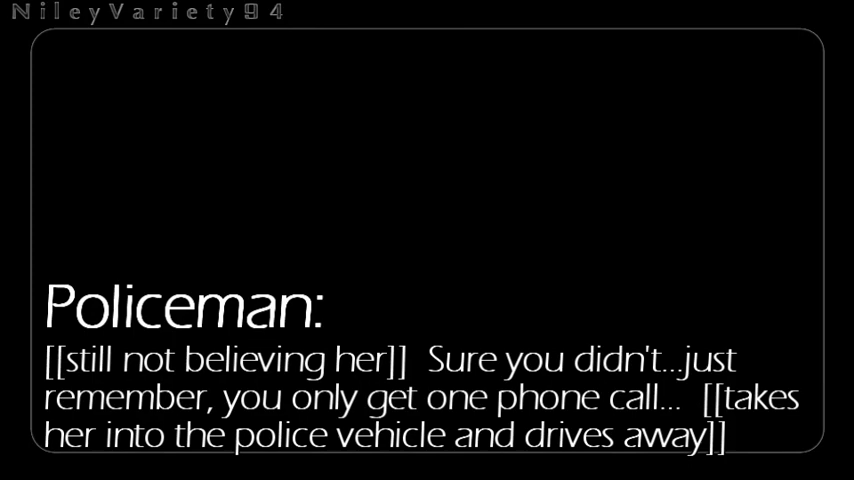 NileyVariety94
Policeman:
[[still not believing her]]  Sure you didn't...just
remember, you only get one phone call...  [[takes
her into the police vehicle and drives away]]